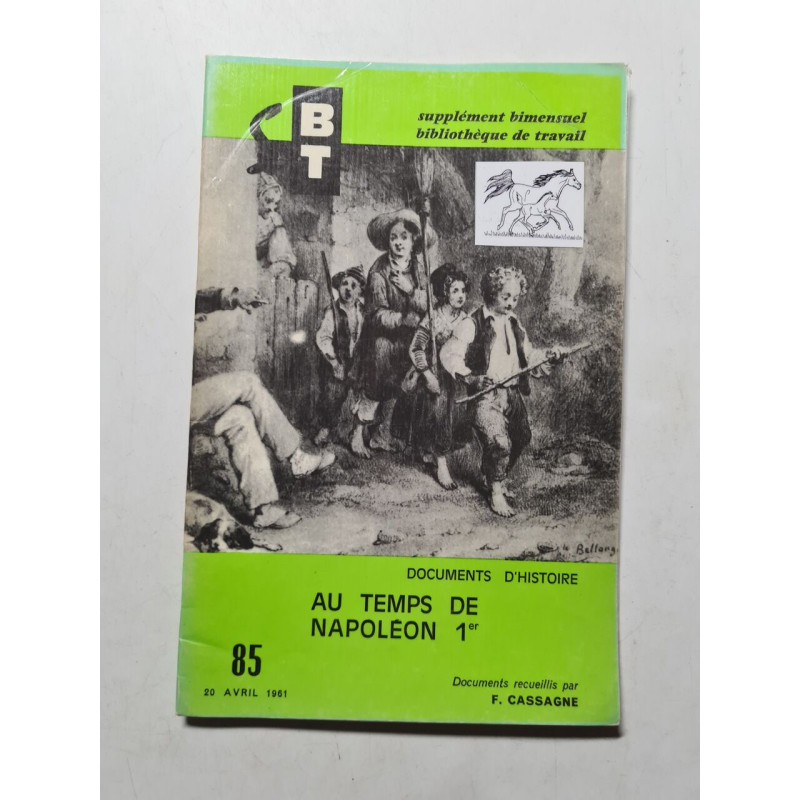 BT
supplément bimensuel
bibliothèque de travail
Bellang
DOCUMENTS D'HISTOIRE
AU TEMPS DE
NAPOLÉON 1er
85
20 AVRIL 1961
Documents recueillis par
F. CASSAGNE